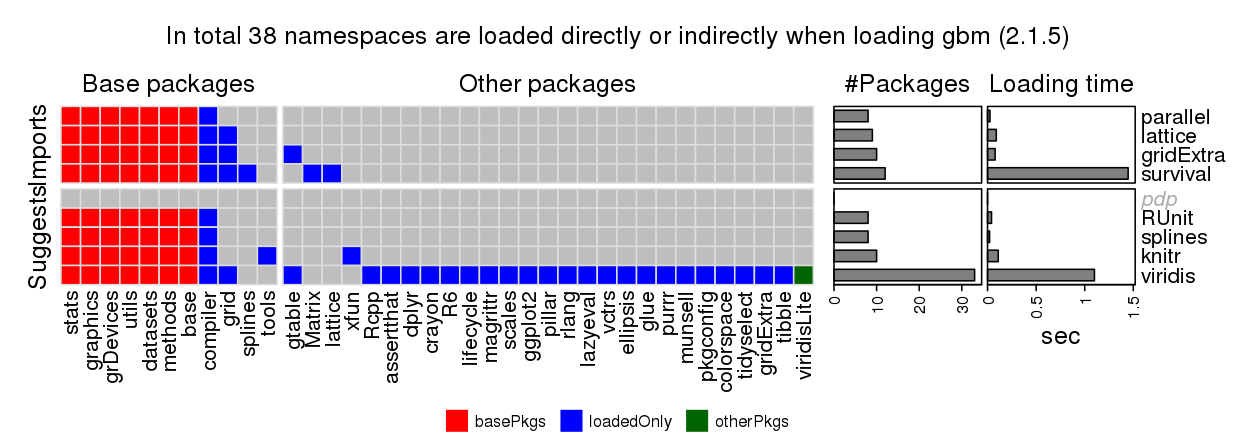 In total 38 namespaces are loaded directly or indirectly when loading gbm (2.1.5)
Base packages
Other packages
#Packages
Loading time
Imports
Suggests
parallel
lattice
gridExtra
survival
pdp
RUnit
splines
knitr
viridis
stats
graphics
grDevices
utils
datasets
methods
base
compiler
grid
splines
tools
gtable
Matrix
lattice
xfun
Rcpp
assertthat
dplyr
crayon
R6
lifecycle
magrittr
scales
ggplot2
pillar
rlang
lazyeval
vctrs
ellipsis
glue
purrr
munsell
pkgconfig
colorspace
tidyselect
gridExtra
tibble
viridisLite
0
10
20
30
0
0.5
1
1.5
sec
basePkgs
loadedOnly
otherPkgs